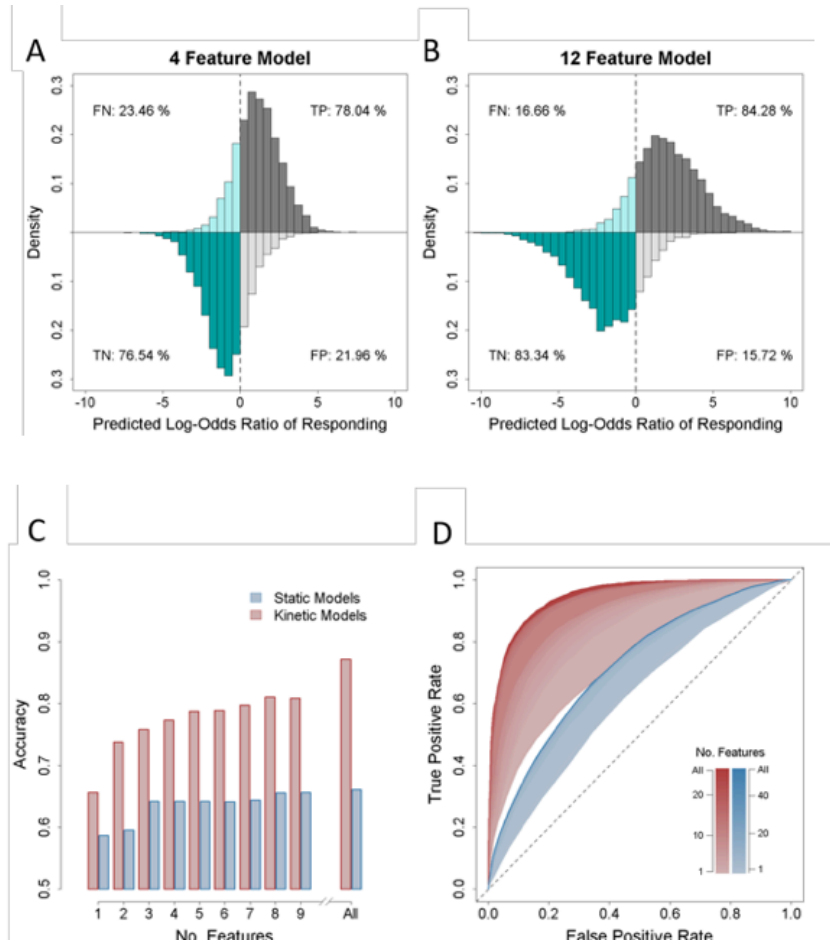 A
4 Feature Model
FN: 23.46 %
TP: 78.04 %
TN: 76.54 %
FP: 21.96 %
Density
0.3
0.2
0.1
0.1
0.2
0.3
-10 -5 0 5 10
Predicted Log-Odds Ratio of Responding
B
12 Feature Model
FN: 16.66 %
TP: 84.28 %
TN: 83.34 %
FP: 15.72 %
Density
0.3
0.2
0.1
0.1
0.2
0.3
-10 -5 0 5 10
Predicted Log-Odds Ratio of Responding
C
Static Models
Kinetic Models
Accuracy
1.0
0.9
0.8
0.7
0.6
0.5
1 2 3 4 5 6 7 8 9 // All
No. Features
D
True Positive Rate
1.0
0.8
0.6
0.4
0.2
0.0
No. Features
All All
20 40
10 20
1 1
0.0 0.2 0.4 0.6 0.8 1.0
False Positive Rate